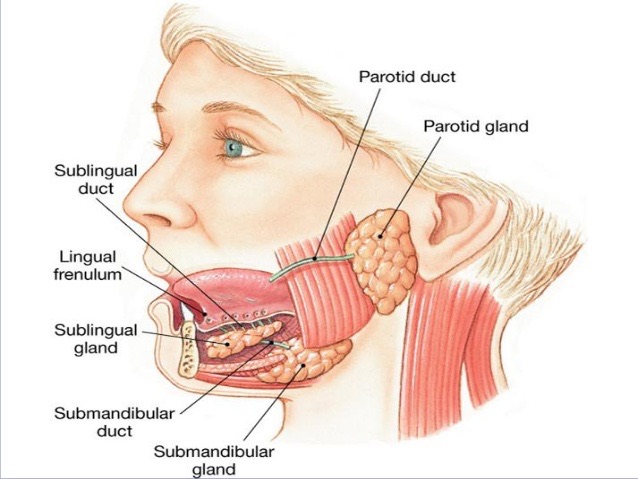 Parotid duct
Parotid gland
Sublingual
duct
Lingual
frenulum
Sublingual
gland
Submandibular
duct
Submandibular
gland